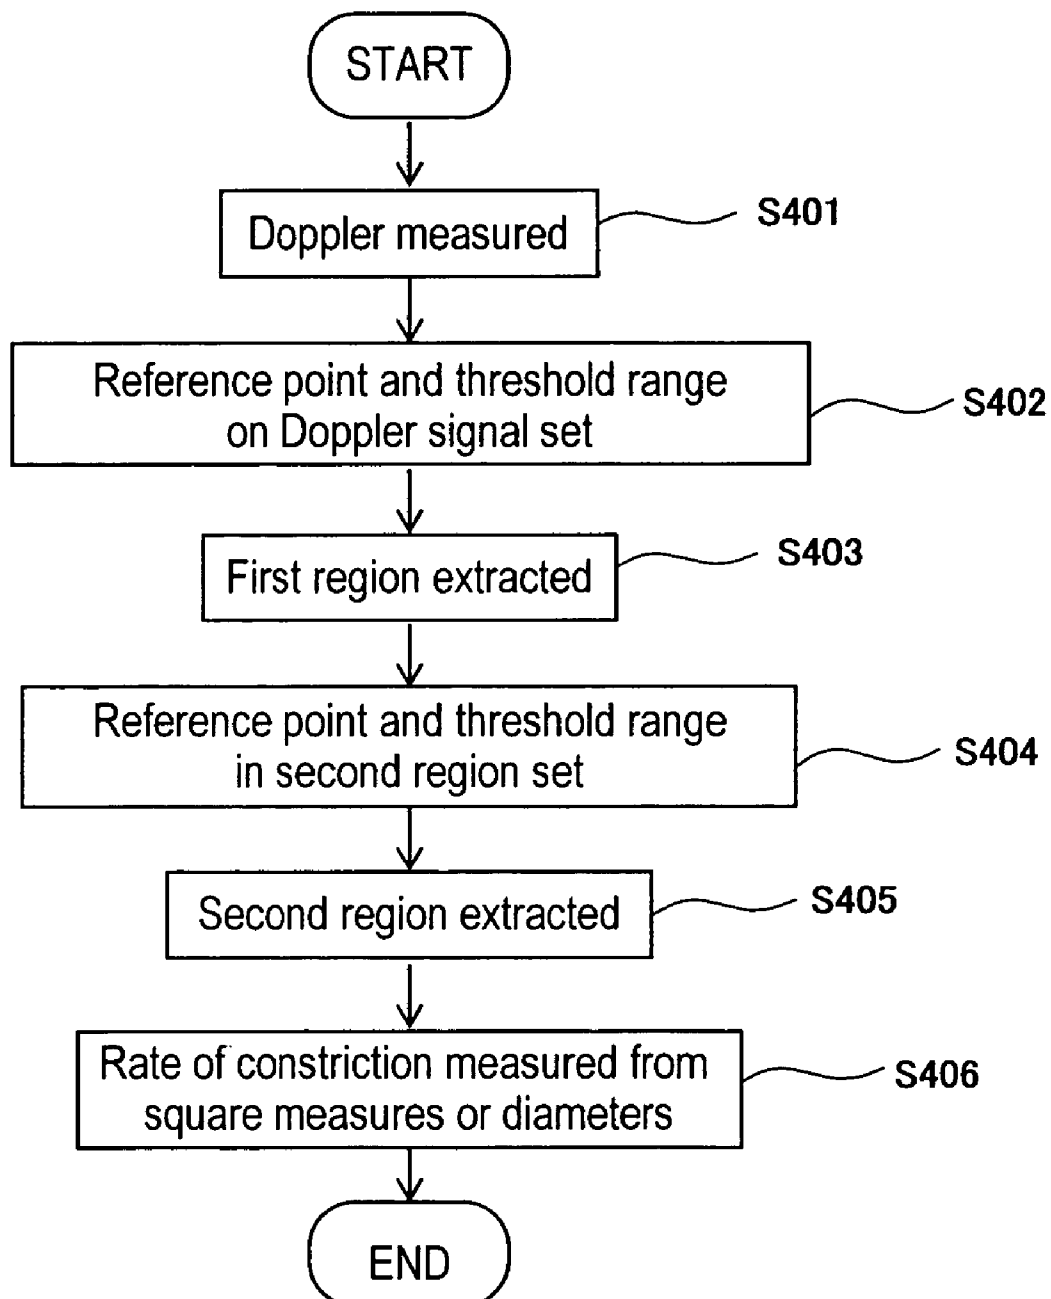 START
Doppler measured
S401
Reference point and threshold range
on Doppler signal set
S402
First region extracted
S403
Reference point and threshold range
in second region set
S404
Second region extracted
S405
Rate of constriction measured from
square measures or diameters
S406
END